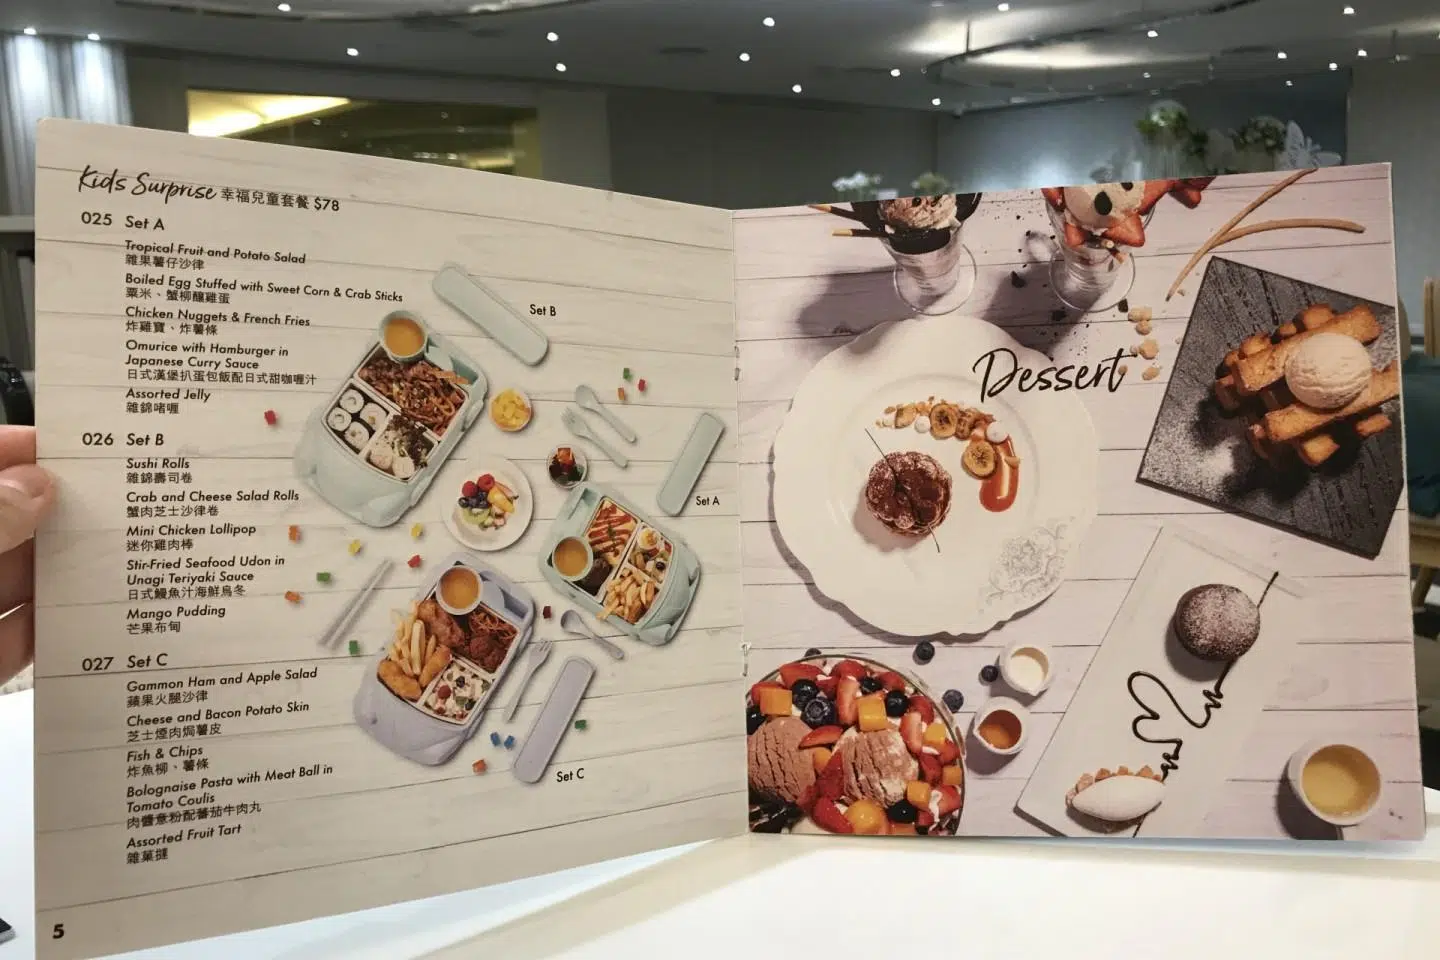 Kids Surprise 幸福兒童套餐 $78
025 Set A
Tropical Fruit and Potato Salad
雜果薯仔沙律
Boiled Egg Stuffed with Sweet Corn & Crab Sticks
粟米、蟹柳釀雞蛋
Chicken Nuggets & French Fries
炸雞寶、炸薯條
Omurice with Hamburger in
Japanese Curry Sauce
日式漢堡扒蛋包飯配日式甜咖喱汁
Assorted Jelly
雜錦啫喱
026 Set B
Sushi Rolls
雜錦壽司卷
Crab and Cheese Salad Rolls
蟹肉芝士沙律卷
Mini Chicken Lollipop
迷你雞肉棒
Stir-Fried Seafood Udon in
Unagi Teriyaki Sauce
日式鰻魚汁海鮮烏冬
Mango Pudding
芒果布甸
027 Set C
Gammon Ham and Apple Salad
蘋果火腿沙律
Cheese and Bacon Potato Skin
芝士煙肉焗薯皮
Fish & Chips
炸魚柳、薯條
Bolognaise Pasta with Meat Ball in
Tomato Coulis
肉醬意粉配蕃茄牛肉丸
Assorted Fruit Tart
雜菓撻
5
Set B
Set A
Set C
Dessert